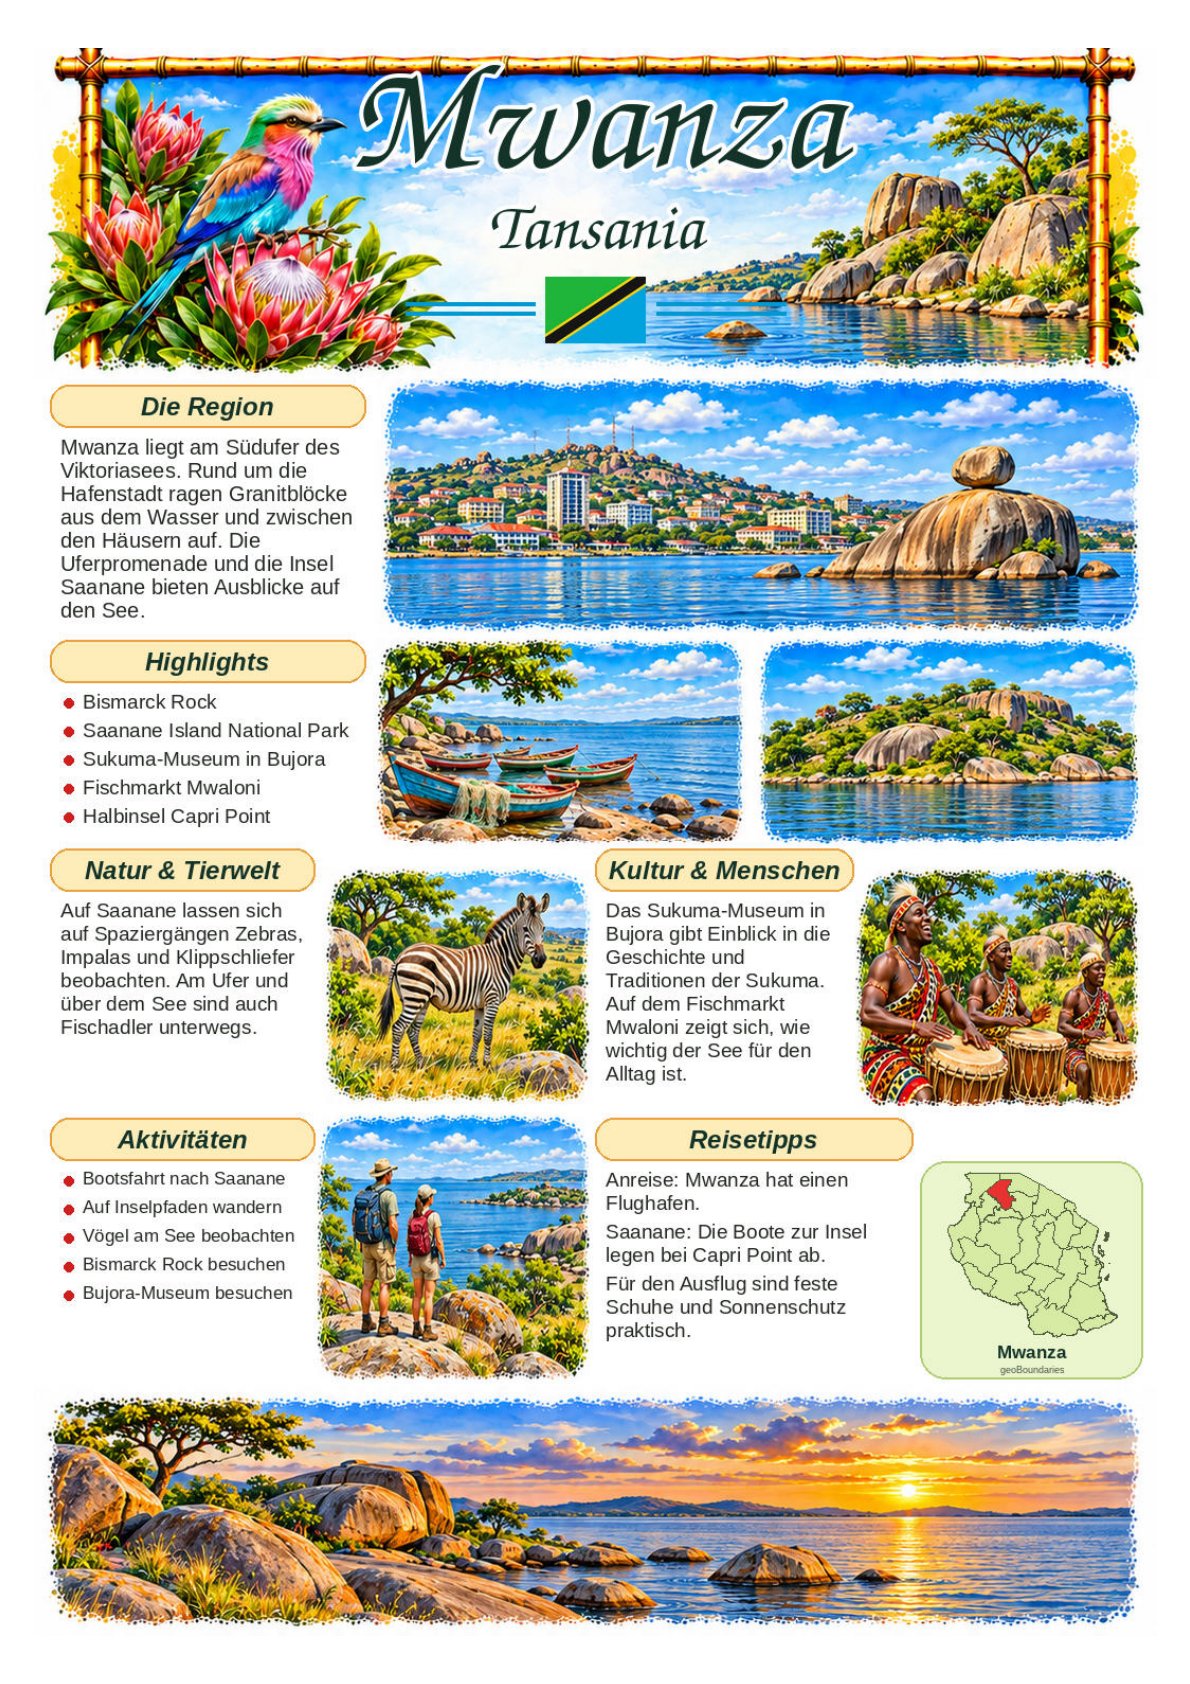 Mwanza
Tansania
Die Region
Mwanza liegt am Südufer des
Viktoriasees. Rund um die
Hafenstadt ragen Granitblöcke
aus dem Wasser und zwischen
den Häusern auf. Die
Uferpromenade und die Insel
Saanane bieten Ausblicke auf
den See.
Highlights
Bismarck Rock
Saanane Island National Park
Sukuma-Museum in Bujora
Fischmarkt Mwaloni
Halbinsel Capri Point
Natur & Tierwelt
Auf Saanane lassen sich
auf Spaziergängen Zebras,
Impalas und Klippschliefer
beobachten. Am Ufer und
über dem See sind auch
Fischadler unterwegs.
Kultur & Menschen
Das Sukuma-Museum in
Bujora gibt Einblick in die
Geschichte und
Traditionen der Sukuma.
Auf dem Fischmarkt
Mwaloni zeigt sich, wie
wichtig der See für den
Alltag ist.
Aktivitäten
Bootsfahrt nach Saanane
Auf Inselpfaden wandern
Vögel am See beobachten
Bismarck Rock besuchen
Bujora-Museum besuchen
Reisetipps
Anreise: Mwanza hat einen
Flughafen.
Saanane: Die Boote zur Insel
legen bei Capri Point ab.
Für den Ausflug sind feste
Schuhe und Sonnenschutz
praktisch.
Mwanza
geoBoundaries